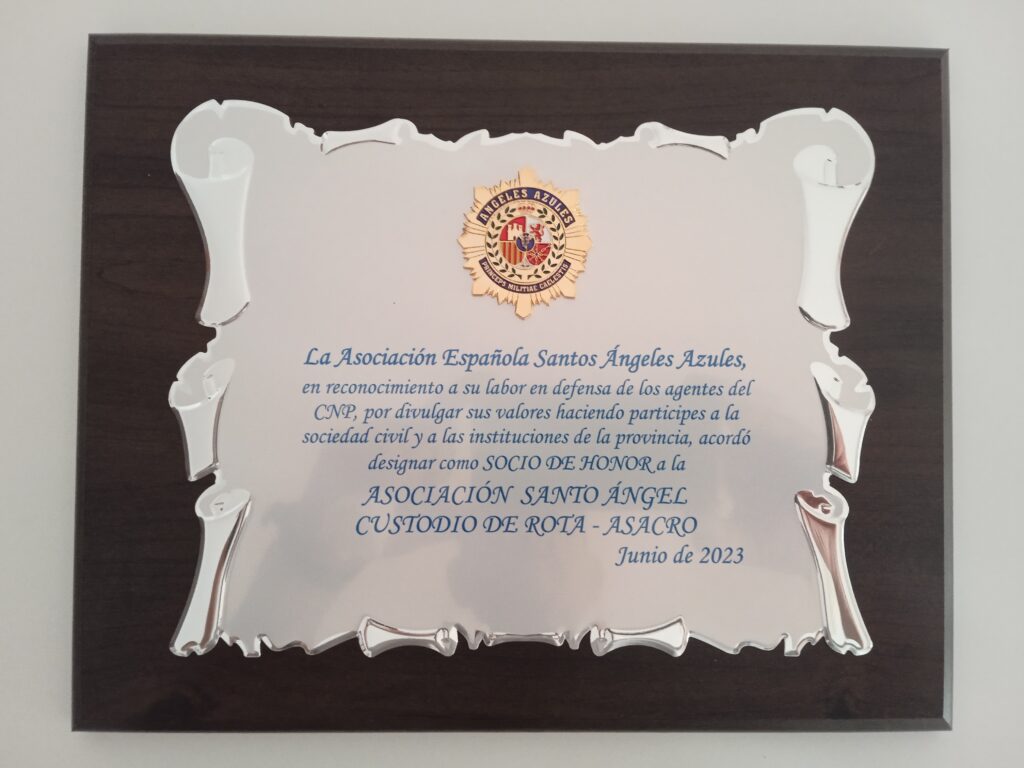 ANGELES AZULES
PRINCEPS MILITIAE CAELESTIS
La Asociación Española Santos Ángeles Azules,
en reconocimiento a su labor en defensa de los agentes del
CNP, por divulgar sus valores haciendo participes a la
sociedad civil y a las instituciones de la provincia, acordó
designar como SOCIO DE HONOR a la
ASOCIACIÓN SANTO ÁNGEL
CUSTODIO DE ROTA - ASACRO
Junio de 2023